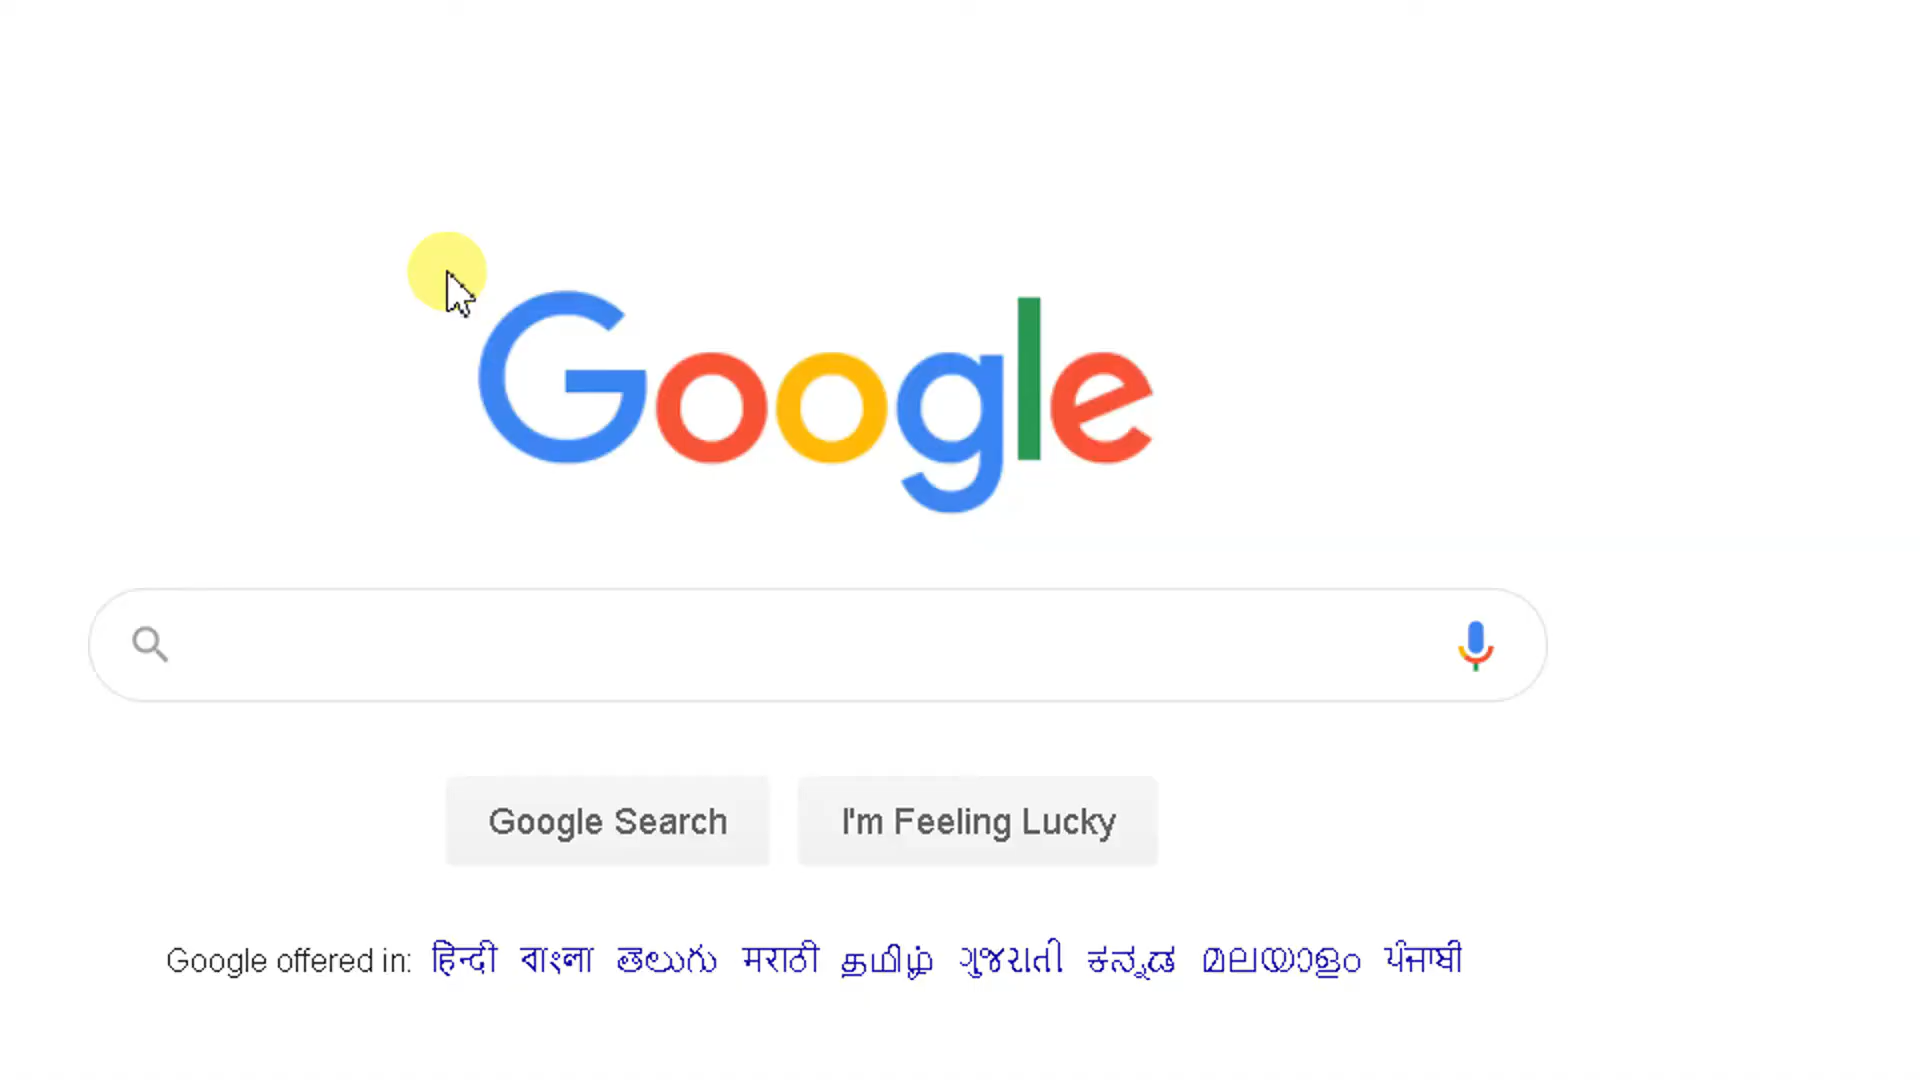 Google
Google Search I'm Feeling Lucky
Google offered in: हिन्दी বাংলা తెలుగు मराठी தமிழ் ગુજરાતી ಕನ್ನಡ മലയാളം ਪੰਜਾਬੀ